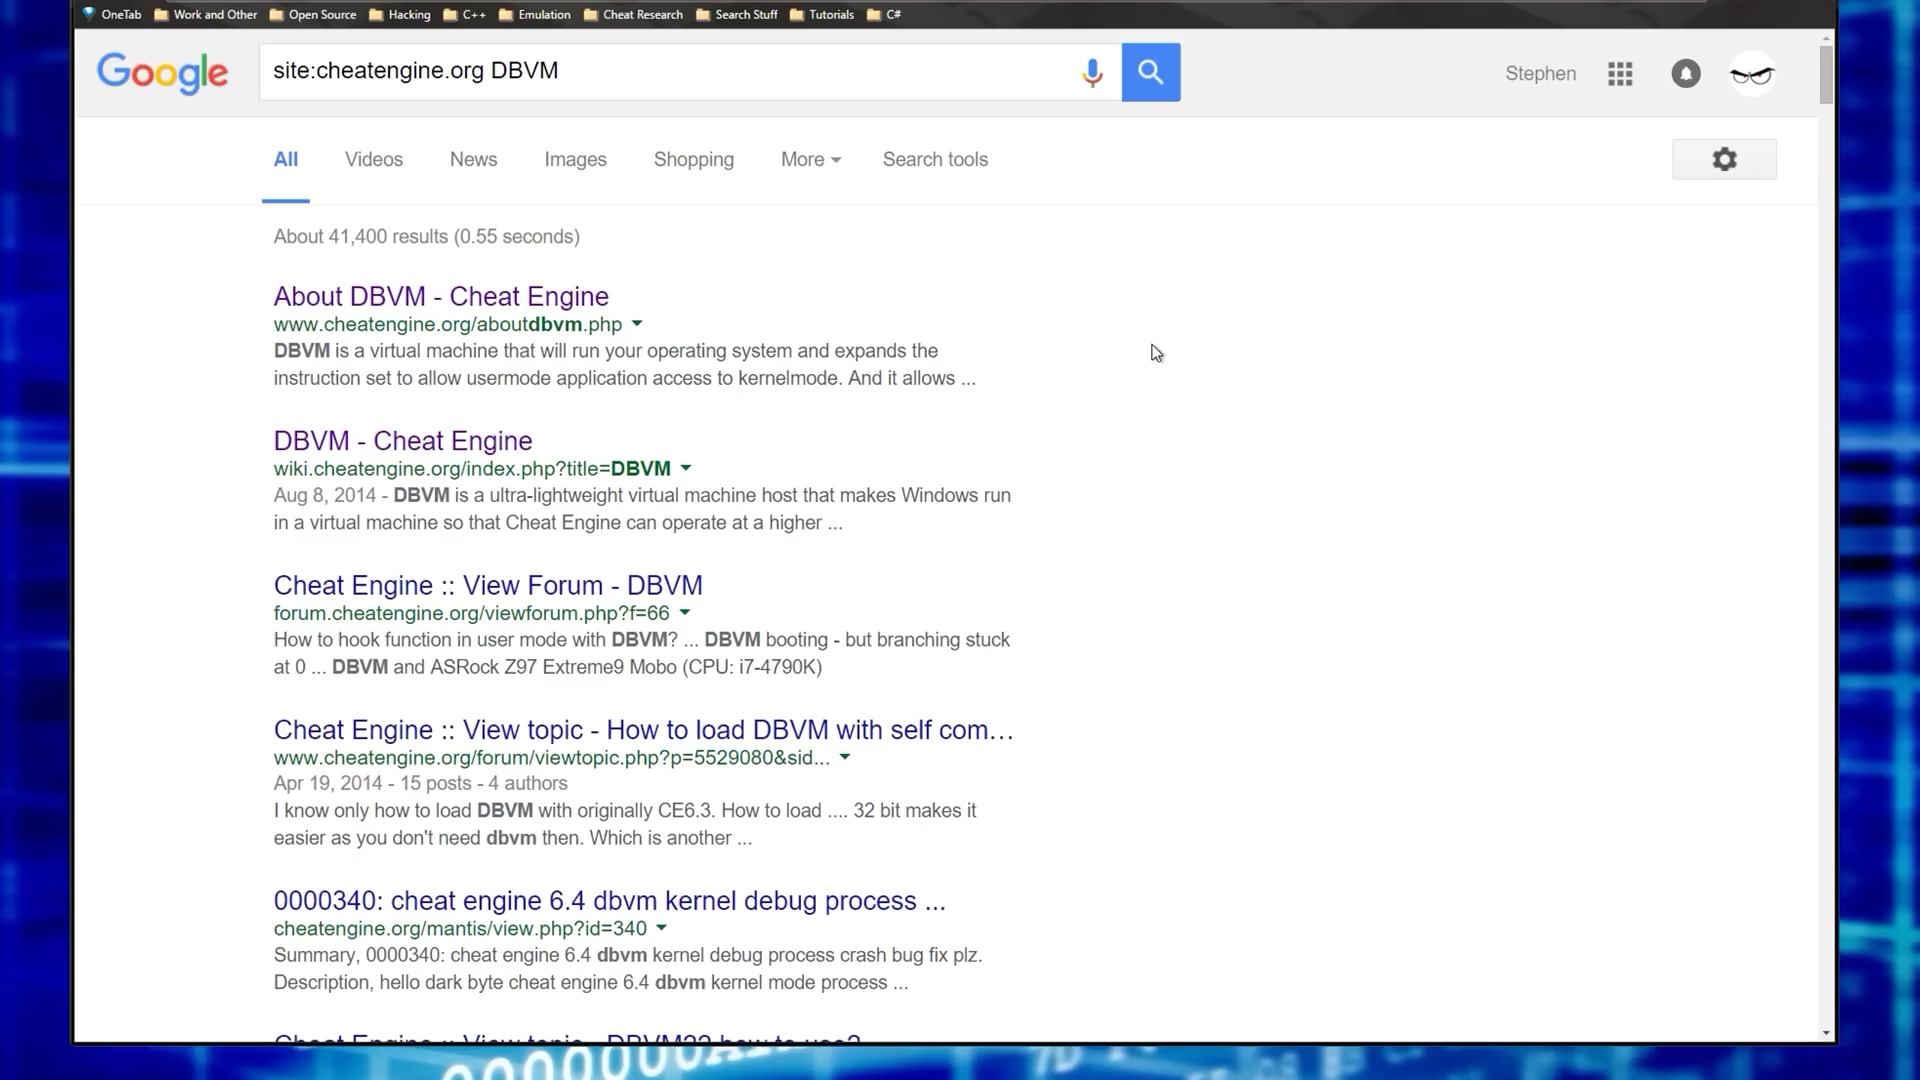 OneTab Work and Other Open Source Hacking C++ Emulation Cheat Research Search Stuff Tutorials C#
Google site:cheatengine.org DBVM Stephen
All Videos News Images Shopping More Search tools
About 41,400 results (0.55 seconds)
About DBVM - Cheat Engine
www.cheatengine.org/aboutdbvm.php
DBVM is a virtual machine that will run your operating system and expands the
instruction set to allow usermode application access to kernelmode. And it allows ...
DBVM - Cheat Engine
wiki.cheatengine.org/index.php?title=DBVM
Aug 8, 2014 - DBVM is a ultra-lightweight virtual machine host that makes Windows run
in a virtual machine so that Cheat Engine can operate at a higher ...
Cheat Engine :: View Forum - DBVM
forum.cheatengine.org/viewforum.php?f=66
How to hook function in user mode with DBVM? ... DBVM booting - but branching stuck
at 0 ... DBVM and ASRock Z97 Extreme9 Mobo (CPU: i7-4790K)
Cheat Engine :: View topic - How to load DBVM with self com...
www.cheatengine.org/forum/viewtopic.php?p=5529080&sid...
Apr 19, 2014 - 15 posts - 4 authors
I know only how to load DBVM with originally CE6.3. How to load .... 32 bit makes it
easier as you don't need dbvm then. Which is another ...
0000340: cheat engine 6.4 dbvm kernel debug process ...
cheatengine.org/mantis/view.php?id=340
Summary, 0000340: cheat engine 6.4 dbvm kernel debug process crash bug fix plz.
Description, hello dark byte cheat engine 6.4 dbvm kernel mode process ...
Cheat Engine :: View topic - DBVM?? how to use?